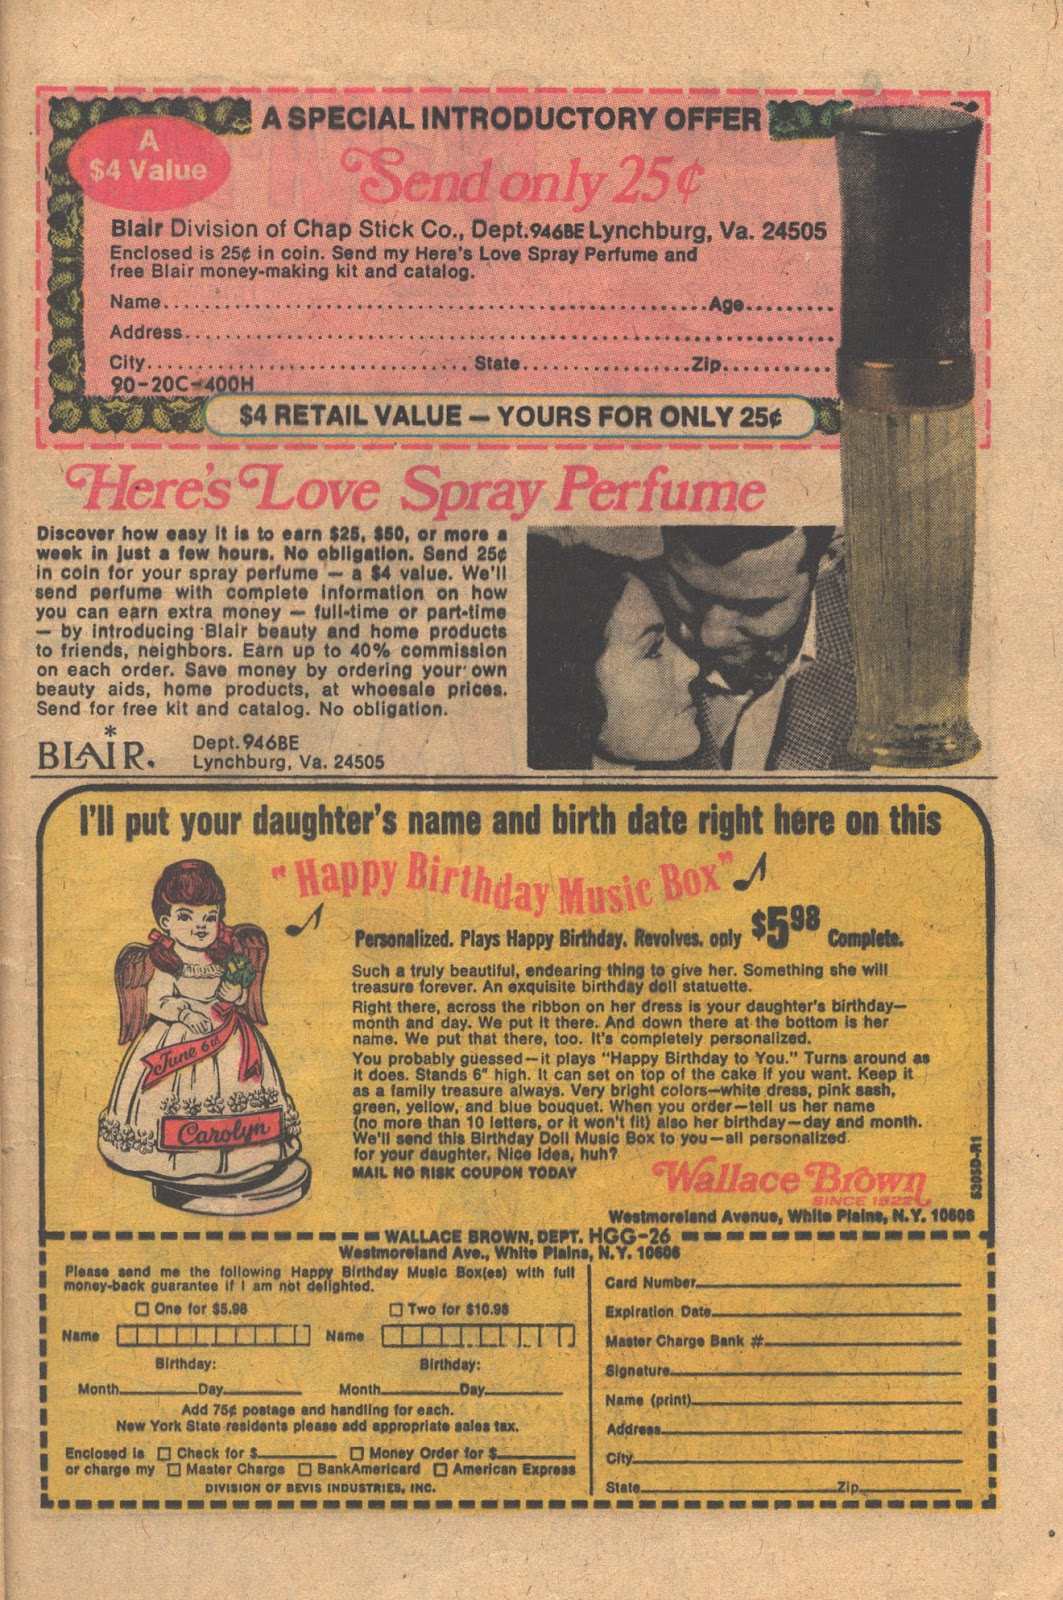 A SPECIAL INTRODUCTORY OFFER
A
$4 Value
Send only 25¢
Blair Division of Chap Stick Co., Dept.946BE Lynchburg, Va. 24505
Enclosed is 25¢ in coin. Send my Here's Love Spray Perfume and
free Blair money-making kit and catalog.
Name Age
Address
City State Zip
90-20C-400H
$4 RETAIL VALUE — YOURS FOR ONLY 25¢
Here's Love Spray Perfume
Discover how easy it is to earn $25, $50, or more a
week in just a few hours. No obligation. Send 25¢
in coin for your spray perfume — a $4 value. We'll
send perfume with complete information on how
you can earn extra money — full-time or part-time
— by introducing Blair beauty and home products
to friends, neighbors. Earn up to 40% commission
on each order. Save money by ordering your own
beauty aids, home products, at whoesale prices.
Send for free kit and catalog. No obligation.
BLAIR.
Dept.946BE
Lynchburg, Va. 24505
I'll put your daughter's name and birth date right here on this
"Happy Birthday Music Box"
Personalized. Plays Happy Birthday. Revolves. only $5.98 Complete.
Such a truly beautiful, endearing thing to give her. Something she will
treasure forever. An exquisite birthday doll statuette.
Right there, across the ribbon on her dress is your daughter's birthday—
month and day. We put it there. And down there at the bottom is her
name. We put that there, too. It's completely personalized.
You probably guessed—it plays "Happy Birthday to You." Turns around as
it does. Stands 6" high. It can set on top of the cake if you want. Keep it
as a family treasure always. Very bright colors—white dress, pink sash,
green, yellow, and blue bouquet. When you order—tell us her name
(no more than 10 letters, or it won't fit) also her birthday—day and month.
We'll send this Birthday Doll Music Box to you—all personalized
for your daughter. Nice idea, huh?
MAIL NO RISK COUPON TODAY
June 6th
Carolyn
Wallace Brown
SINCE 1922
Westmoreland Avenue, White Plains, N.Y. 10606
5305D-R1
WALLACE BROWN, DEPT. HGG-26
Westmoreland Ave., White Plains, N.Y. 10606
Please send me the following Happy Birthday Music Box(es) with full
money-back guarantee if I am not delighted.
One for $5.98 Two for $10.98
Name Name
Birthday: Birthday:
Month Day Month Day
Add 75¢ postage and handling for each.
New York State residents please add appropriate sales tax.
Enclosed is Check for $ Money Order for $
or charge my Master Charge BankAmericard American Express
DIVISION OF BEVIS INDUSTRIES, INC.
Card Number
Expiration Date
Master Charge Bank #
Signature
Name (print)
Address
City
State Zip